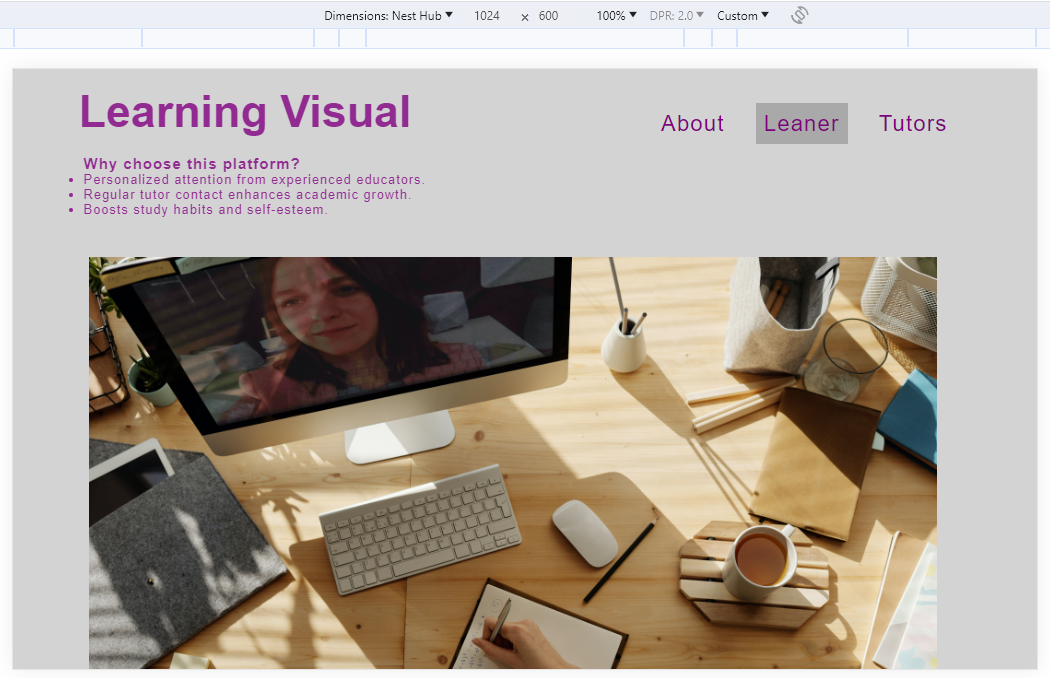 Dimensions: Nest Hub 1024 × 600 100% DPR: 2.0 Custom
Learning Visual
About Leaner Tutors
Why choose this platform?
• Personalized attention from experienced educators.
• Regular tutor contact enhances academic growth.
• Boosts study habits and self-esteem.